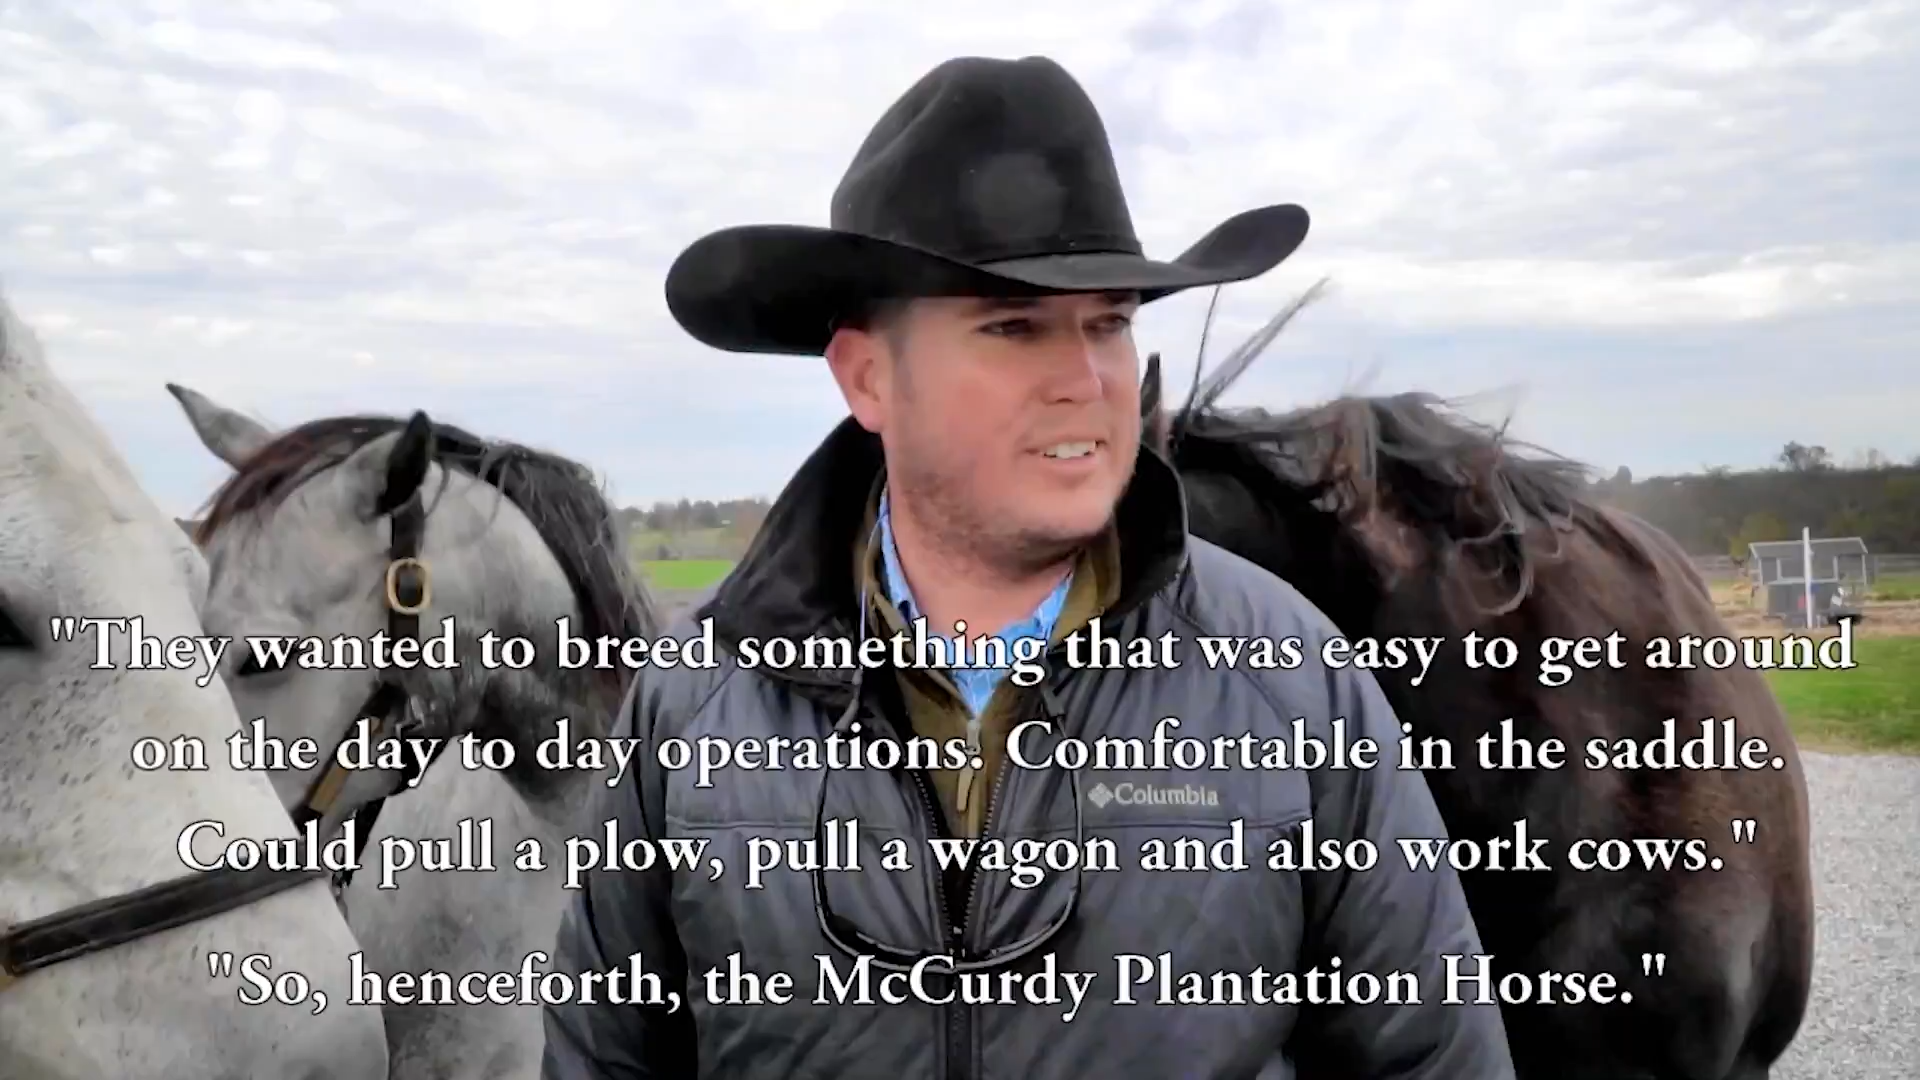 "They wanted to breed something that was easy to get around
on the day to day operations. Comfortable in the saddle.
Columbia
Could pull a plow, pull a wagon and also work cows."
"So, henceforth, the McCurdy Plantation Horse."